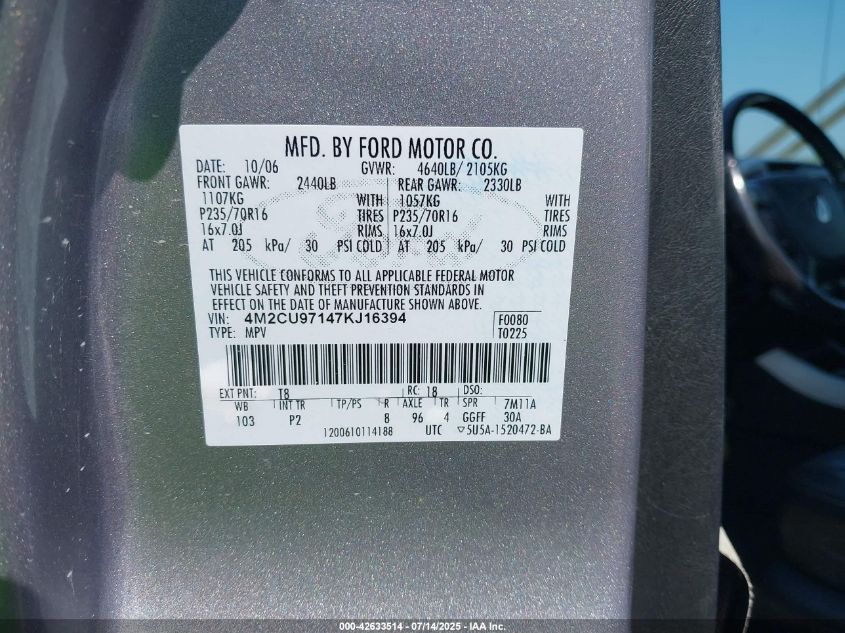 MFD. BY FORD MOTOR CO.
DATE: 10/06 GVWR: 4640LB/ 2105KG
FRONT GAWR: 2440LB REAR GAWR: 2330LB
1107KG WITH 1057KG WITH
P235/70R16 TIRES P235/70R16 TIRES
16x7.0J RIMS 16x7.0J RIMS
AT 205 kPa/ 30 PSI COLD AT 205 kPa/ 30 PSI COLD
THIS VEHICLE CONFORMS TO ALL APPLICABLE FEDERAL MOTOR
VEHICLE SAFETY AND THEFT PREVENTION STANDARDS IN
EFFECT ON THE DATE OF MANUFACTURE SHOWN ABOVE.
VIN: 4M2CU97147KJ16394 F0080
TYPE: MPV T0225
EXT PNT: T8 RC: 18 DSO:
WB INT TR TP/PS R AXLE TR SPR 7M11A
103 P2 8 96 4 GGFF 30A
1200610114188 UTC ▽5U5A-1520472-BA
000-42633514 - 07/14/2025 - IAA, Inc.